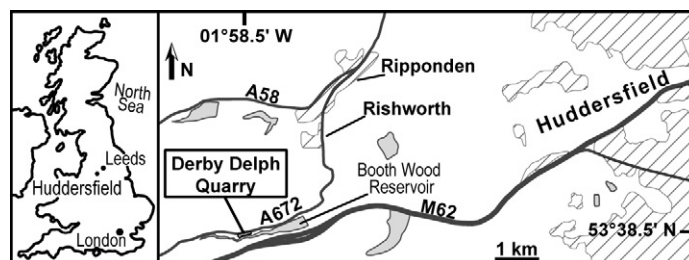 North
Sea
Leeds
Huddersfield
London
01°58.5' W
N
A58
Ripponden
Rishworth
Huddersfield
Derby Delph
Quarry
Booth Wood
Reservoir
A672
M62
53°38.5' N
1 km